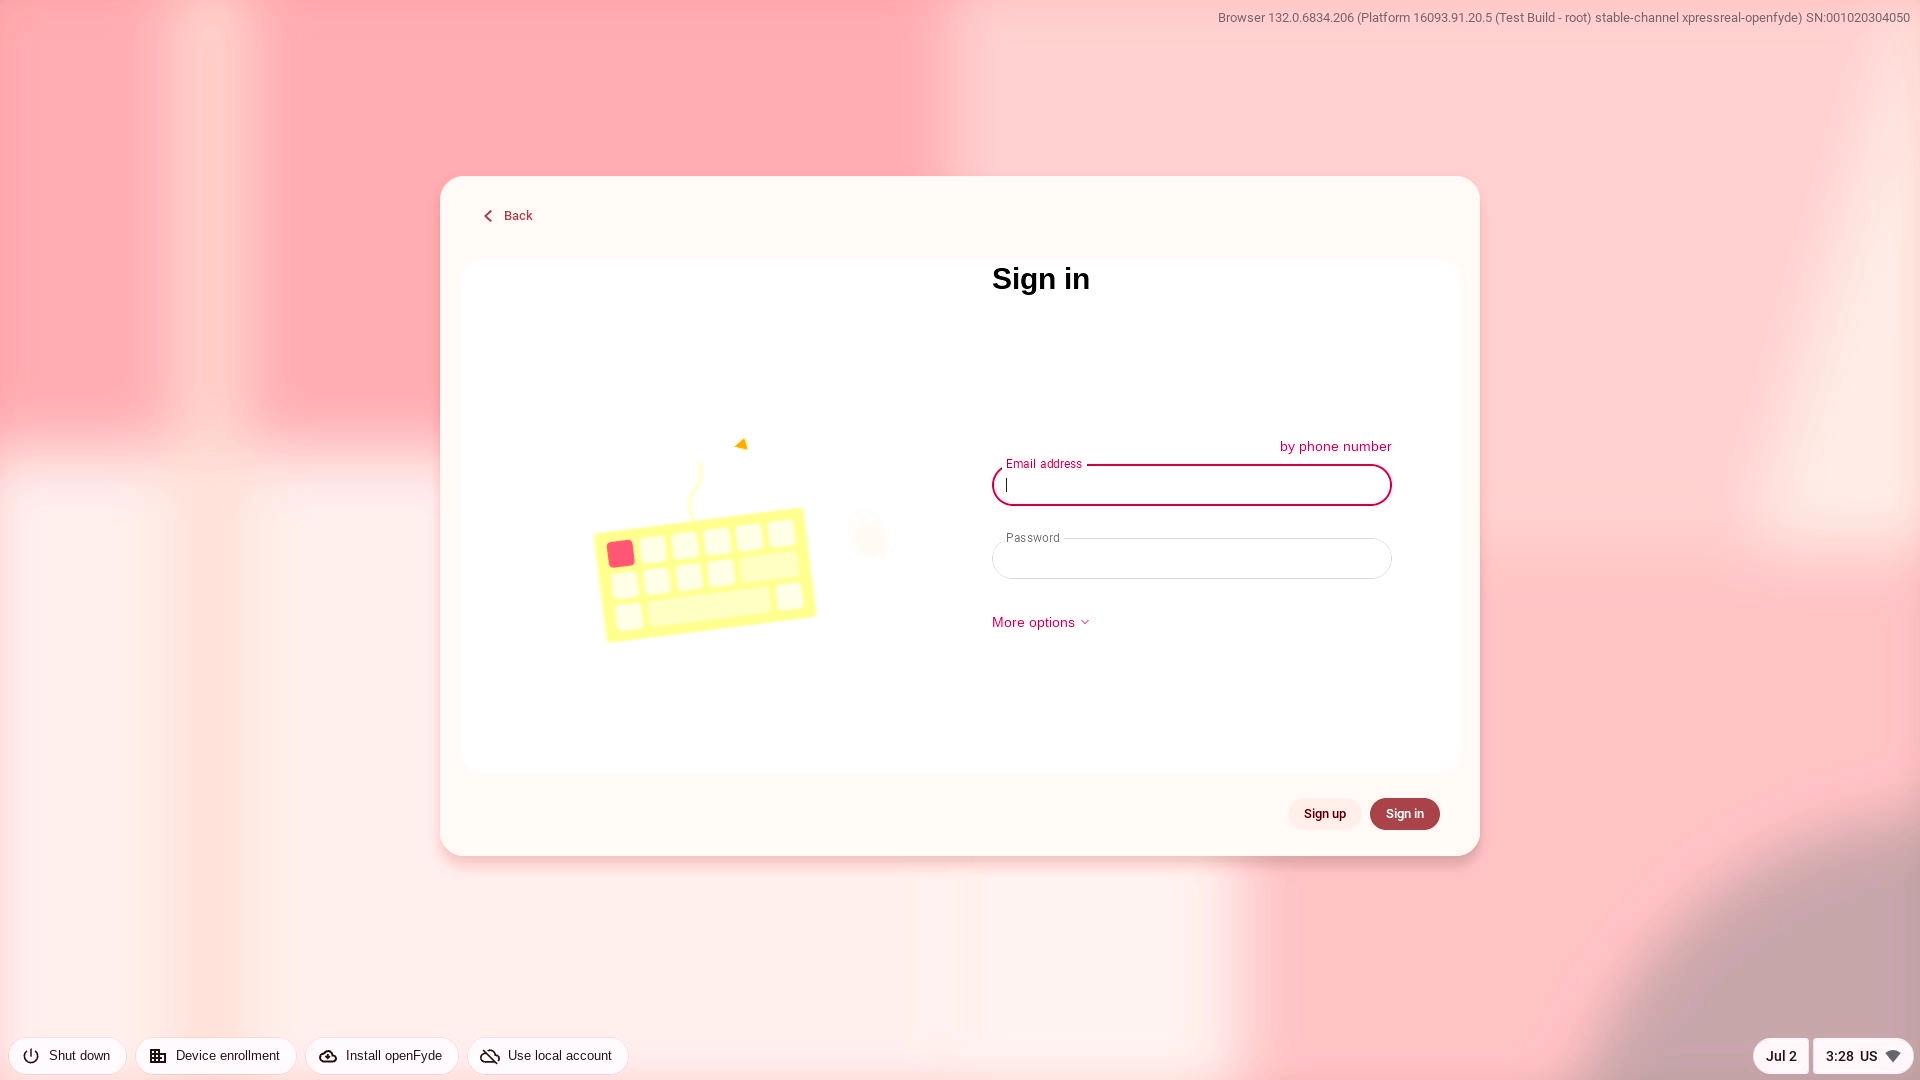 Browser 132.0.6834.206 (Platform 16093.91.20.5 (Test Build - root) stable-channel xpressreal-openfyde) SN:001020304050
Back
Sign in
by phone number
Email address
Password
More options
Sign up
Sign in
Shut down
Device enrollment
Install openFyde
Use local account
Jul 2
3:28 US